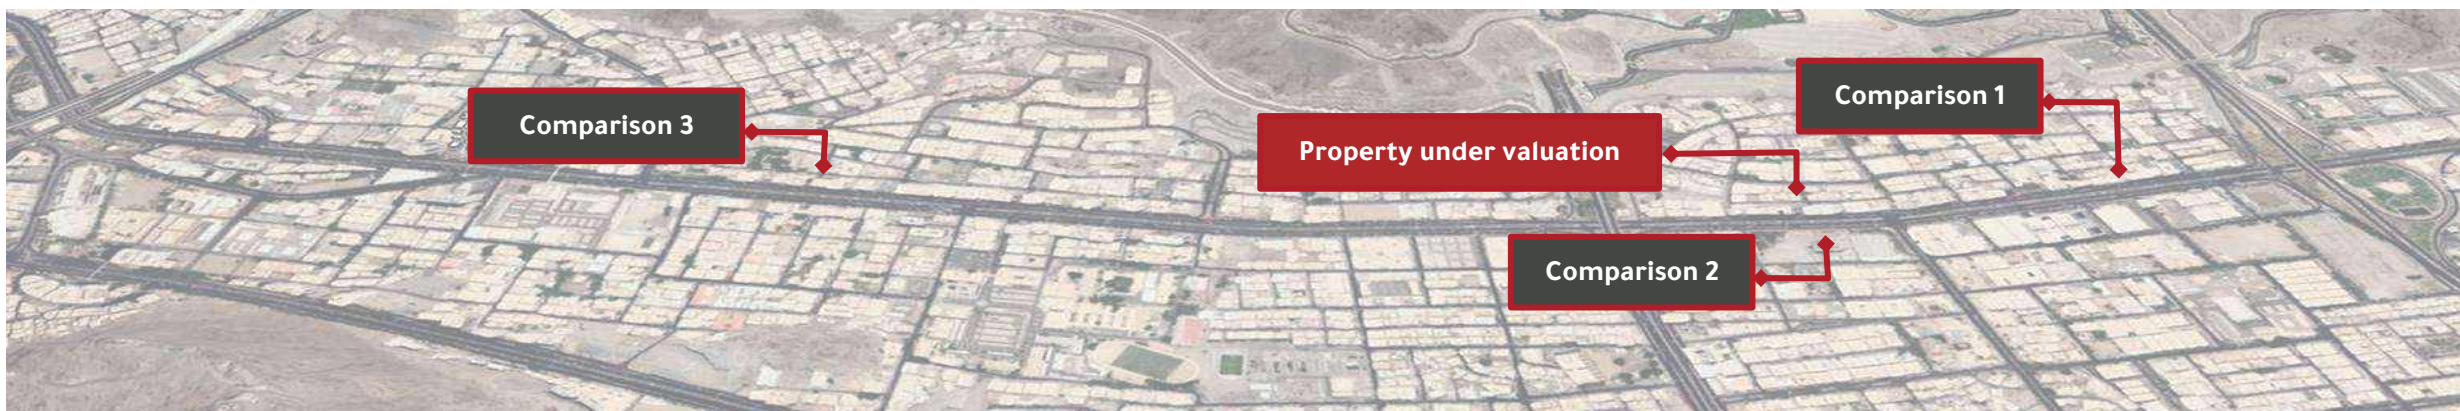 Comparison 1
Comparison 3
Property under valuation
Comparison 2